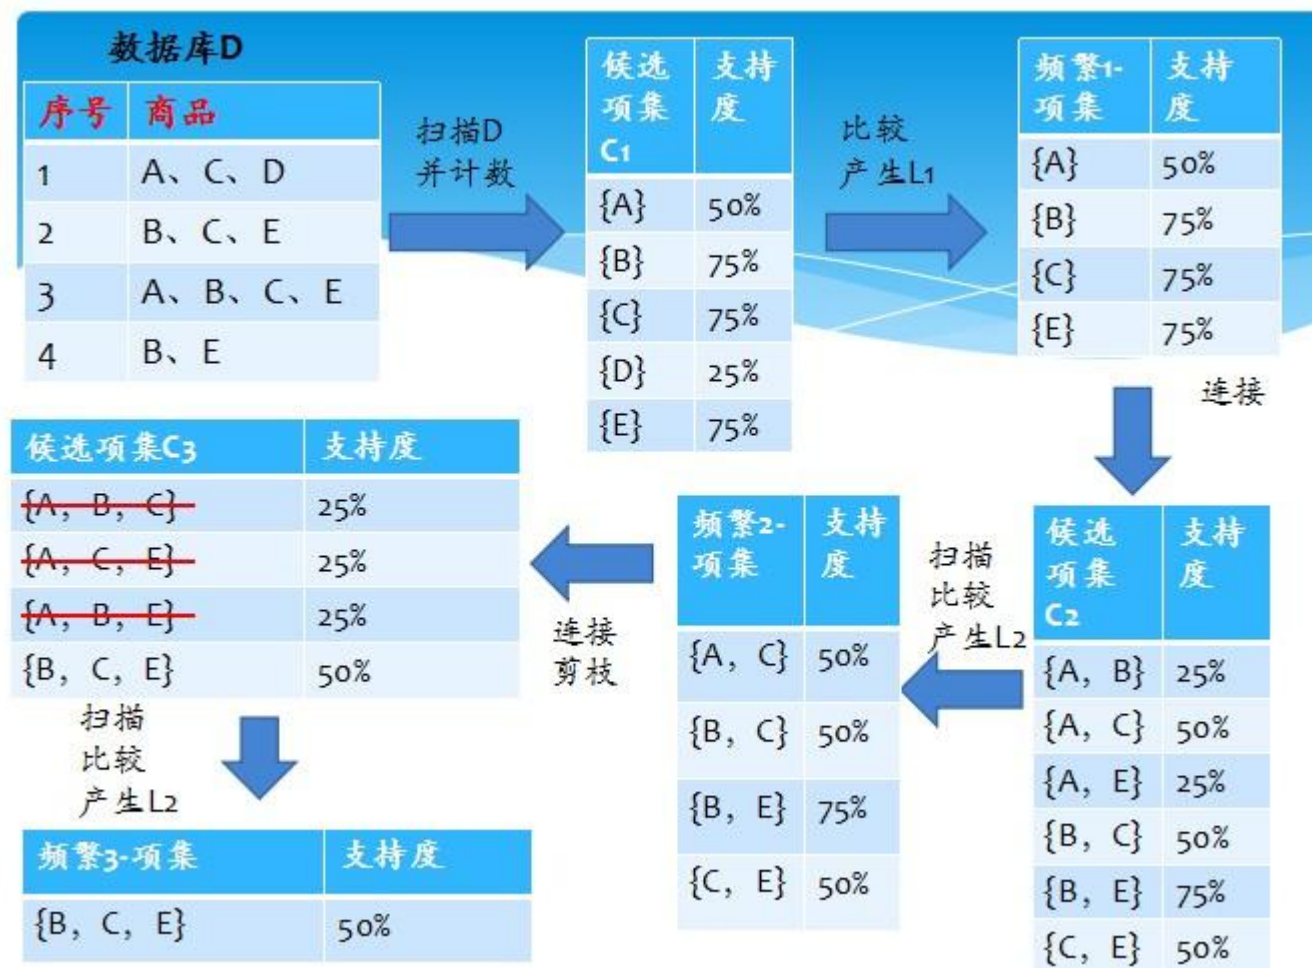 数据库D
序号 商品
1 A、C、D
2 B、C、E
3 A、B、C、E
4 B、E
扫描D
并计数
候选 支持
项集 度
C1
{A} 50%
{B} 75%
{C} 75%
{D} 25%
{E} 75%
比较
产生L1
频繁1- 支持
项集 度
{A} 50%
{B} 75%
{C} 75%
{E} 75%
连接
候选 支持
项集 度
C2
{A, B} 25%
{A, C} 50%
{A, E} 25%
{B, C} 50%
{B, E} 75%
{C, E} 50%
扫描
比较
产生L2
频繁2- 支持
项集 度
{A, C} 50%
{B, C} 50%
{B, E} 75%
{C, E} 50%
连接
剪枝
候选项集C3 支持度
{A, B, C} 25%
{A, C, E} 25%
{A, B, E} 25%
{B, C, E} 50%
扫描
比较
产生L2
频繁3-项集 支持度
{B, C, E} 50%